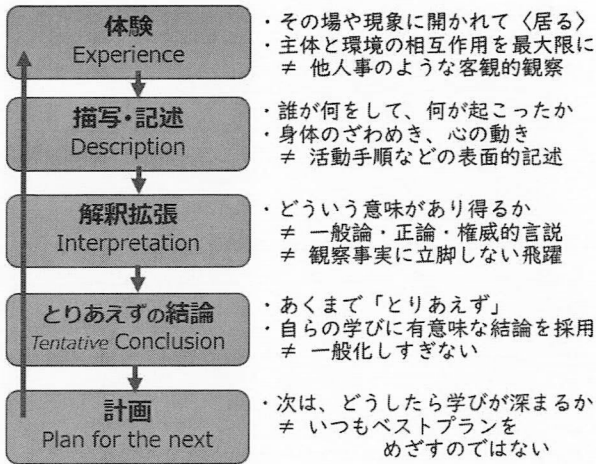 体験
Experience
・その場や現象に開かれて〈居る〉
・主体と環境の相互作用を最大限に
≠ 他人事のような客観的観察
描写・記述
Description
・誰が何をして、何が起こったか
・身体のざわめき、心の動き
≠ 活動手順などの表面的記述
解釈拡張
Interpretation
・どういう意味があり得るか
≠ 一般論・正論・権威的言説
≠ 観察事実に立脚しない飛躍
とりあえずの結論
Tentative Conclusion
・あくまで「とりあえず」
・自らの学びに有意味な結論を採用
≠ 一般化しすぎない
計画
Plan for the next
・次は、どうしたら学びが深まるか
≠ いつもベストプランを
めざすのではない